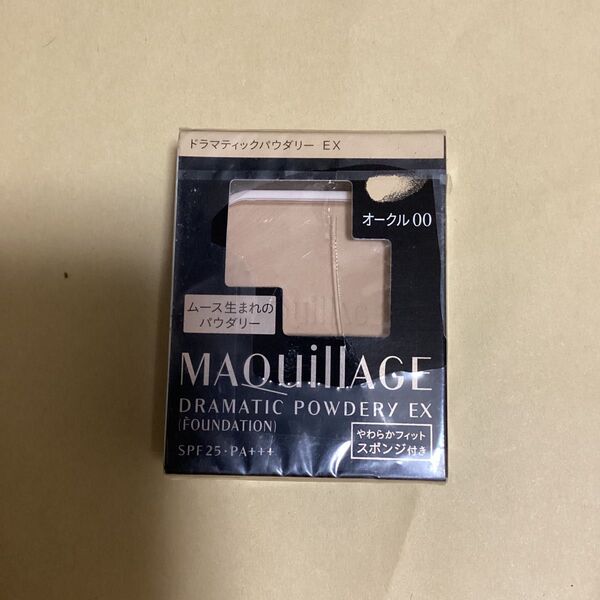 ドラマティックパウダリー EX
オークル00
ムース生まれの
パウダリー
MAQuillAGE
DRAMATIC POWDERY EX
(FOUNDATION)
SPF25・PA+++
やわらかフィット
スポンジ付き